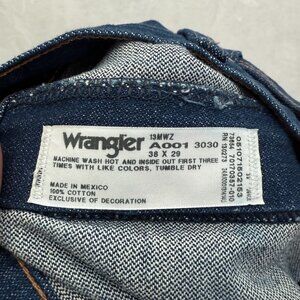 Wrangler 13MWZ
A001 3030
38 X 29
MACHINE WASH HOT AND INSIDE OUT FIRST THREE
TIMES WITH LIKE COLORS, TUMBLE DRY
MADE IN MEXICO
100% COTTON
EXCLUSIVE OF DECORATION